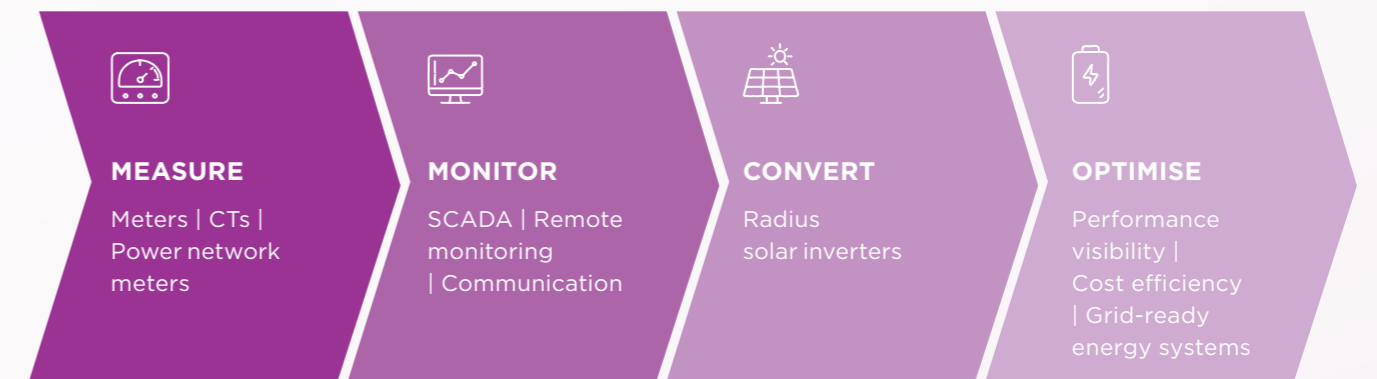 MEASURE
Meters | CTs |
Power network
meters
MONITOR
SCADA | Remote
monitoring
| Communication
CONVERT
Radius
solar inverters
OPTIMISE
Performance
visibility |
Cost efficiency
| Grid-ready
energy systems